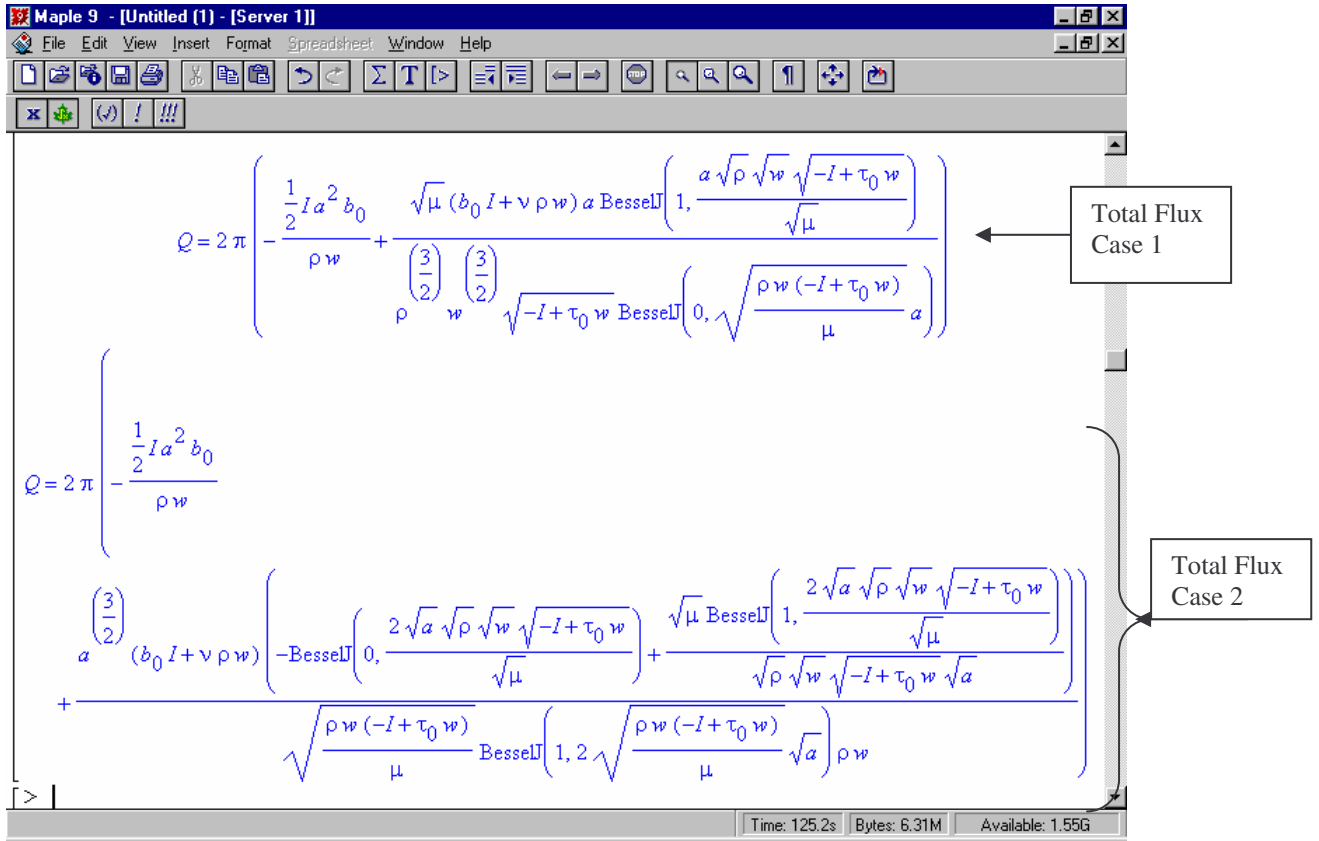 Maple 9 - [Untitled (1) - [Server 1]]
File Edit View Insert Format Spreadsheet Window Help
Σ T [> STOP ¶
x (√) ! !!!
Q = 2 π ( - (1/2 I a^2 b_0)/(ρ w) + (√μ (b_0 I + ν ρ w) a BesselJ(1, (a √ρ √w √(-I + τ_0 w))/√μ))/(ρ^(3/2) w^(3/2) √(-I + τ_0 w) BesselJ(0, √((ρ w (-I + τ_0 w))/μ) a)) )
Total Flux
Case 1
Q = 2 π ( - (1/2 I a^2 b_0)/(ρ w)
+ (a^(3/2) (b_0 I + ν ρ w) ( -BesselJ(0, (2 √a √ρ √w √(-I + τ_0 w))/√μ) + (√μ BesselJ(1, (2 √a √ρ √w √(-I + τ_0 w))/√μ))/(√ρ √w √(-I + τ_0 w) √a) ))/(√((ρ w (-I + τ_0 w))/μ) BesselJ(1, 2 √((ρ w (-I + τ_0 w))/μ) √a) ρ w) )
Total Flux
Case 2
[>
Time: 125.2s Bytes: 6.31M Available: 1.55G